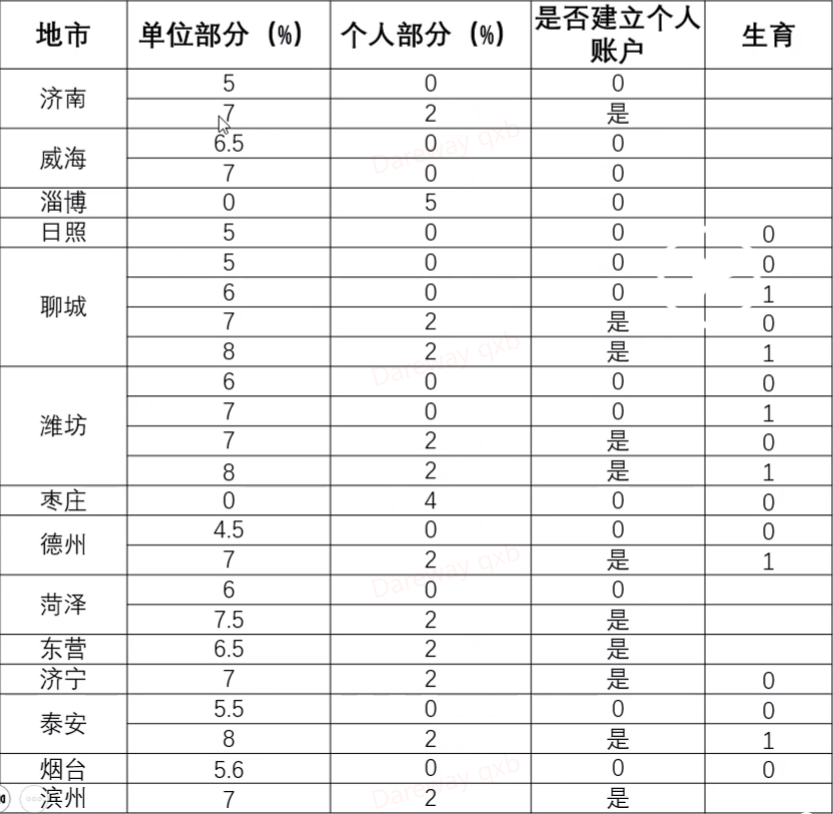 地市 单位部分（%） 个人部分（%） 是否建立个人账户 生育
济南 5 0 0
7 2 是
威海 6.5 0 0
7 0 0
淄博 0 5 0
日照 5 0 0 0
聊城 5 0 0 0
6 0 0 1
7 2 是 0
8 2 是 1
潍坊 6 0 0 0
7 0 0 1
7 2 是 0
8 2 是 1
枣庄 0 4 0 0
德州 4.5 0 0 0
7 2 是 1
菏泽 6 0 0
7.5 2 是
东营 6.5 2 是
济宁 7 2 是 0
泰安 5.5 0 0 0
8 2 是 1
烟台 5.6 0 0 0
滨州 7 2 是
Dareway qxb
Dareway qxb
Dareway qxb
Dareway qxb